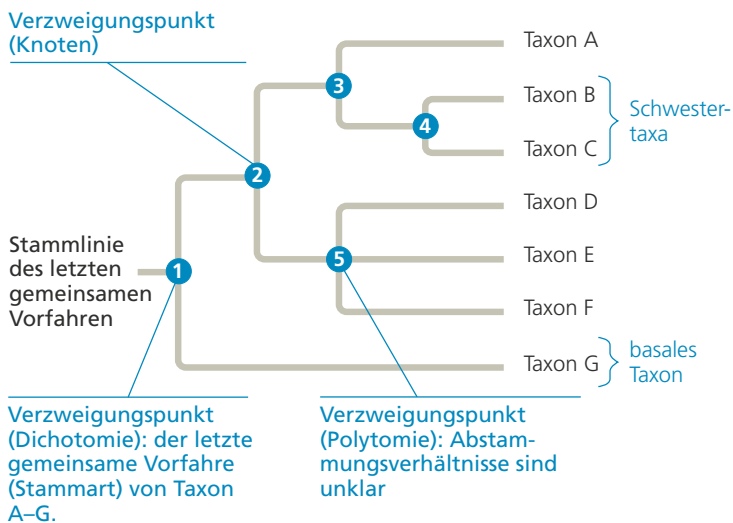 Verzweigungspunkt
(Knoten)
Taxon A
3
Taxon B
4
Schwester-
taxa
Taxon C
2
Taxon D
Stammlinie
des letzten
gemeinsamen
Vorfahren
1
5
Taxon E
Taxon F
Taxon G
basales
Taxon
Verzweigungspunkt
(Dichotomie): der letzte
gemeinsame Vorfahre
(Stammart) von Taxon
A–G.
Verzweigungspunkt
(Polytomie): Abstam-
mungsverhältnisse sind
unklar